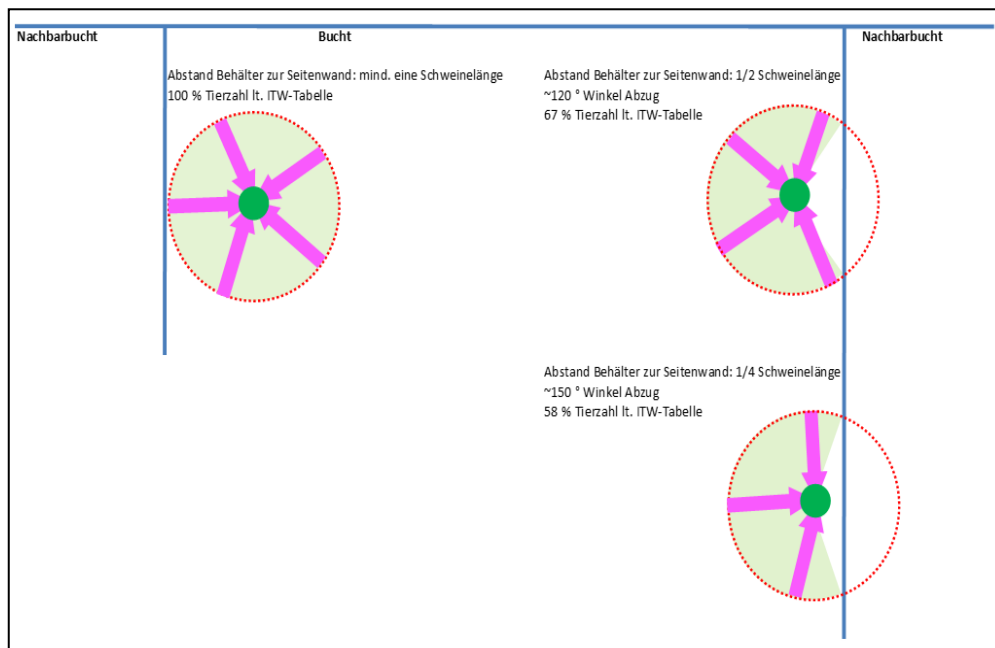 Nachbarbucht
Bucht
Nachbarbucht
Abstand Behälter zur Seitenwand: mind. eine Schweinelänge
100 % Tierzahl lt. ITW-Tabelle
Abstand Behälter zur Seitenwand: 1/2 Schweinelänge
~120 ° Winkel Abzug
67 % Tierzahl lt. ITW-Tabelle
Abstand Behälter zur Seitenwand: 1/4 Schweinelänge
~150 ° Winkel Abzug
58 % Tierzahl lt. ITW-Tabelle